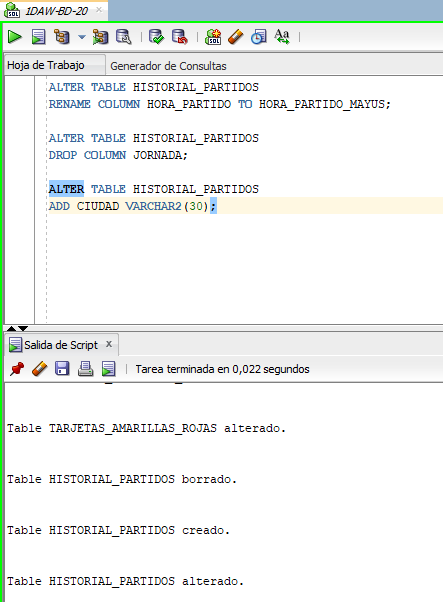 1DAW-BD-20
SQL
Hoja de Trabajo Generador de Consultas
ALTER TABLE HISTORIAL_PARTIDOS
RENAME COLUMN HORA_PARTIDO TO HORA_PARTIDO_MAYUS;
ALTER TABLE HISTORIAL_PARTIDOS
DROP COLUMN JORNADA;
ALTER TABLE HISTORIAL_PARTIDOS
ADD CIUDAD VARCHAR2(30);
Salida de Script x
Tarea terminada en 0,022 segundos
Table TARJETAS_AMARILLAS_ROJAS alterado.
Table HISTORIAL_PARTIDOS borrado.
Table HISTORIAL_PARTIDOS creado.
Table HISTORIAL_PARTIDOS alterado.